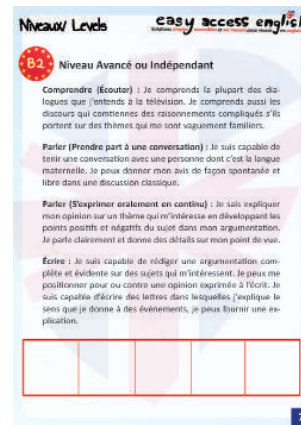 Niveaux/ Levels
easy access english
B2
Niveau Avancé ou Indépendant
Comprendre (Écouter) : Je comprends la plupart des dia-
logues que j'entends à la télévision. Je comprends aussi les
discours qui comtiennes des raisonnements compliqués s'ils
portent sur des thèmes qui me sont vaguement familiers.
Parler (Prendre part à une conversation) : Je suis capable de
tenir une conversation avec une personne dont c'est la langue
maternelle. Je peux donner mon avis de façon spontanée et
libre dans une discussion classique.
Parler (S'exprimer oralement en continu) : Je sais expliquer
mon opinion sur un thème qui m'intéresse en développant les
points positifs et négatifs du sujet dans mon argumentation.
Je parle clairement et donne des détails sur mon point de vue.
Écrire : Je suis capable de rédiger une argumentation com-
plète et évidente sur des sujets qui m'intéressent. Je peux me
positionner pour ou contre une opinion exprimée à l'écrit. Je
suis capable d'écrire des lettres dans lesquelles j'explique le
sens que je donne à des événements, je peux fournir une ex-
plication.